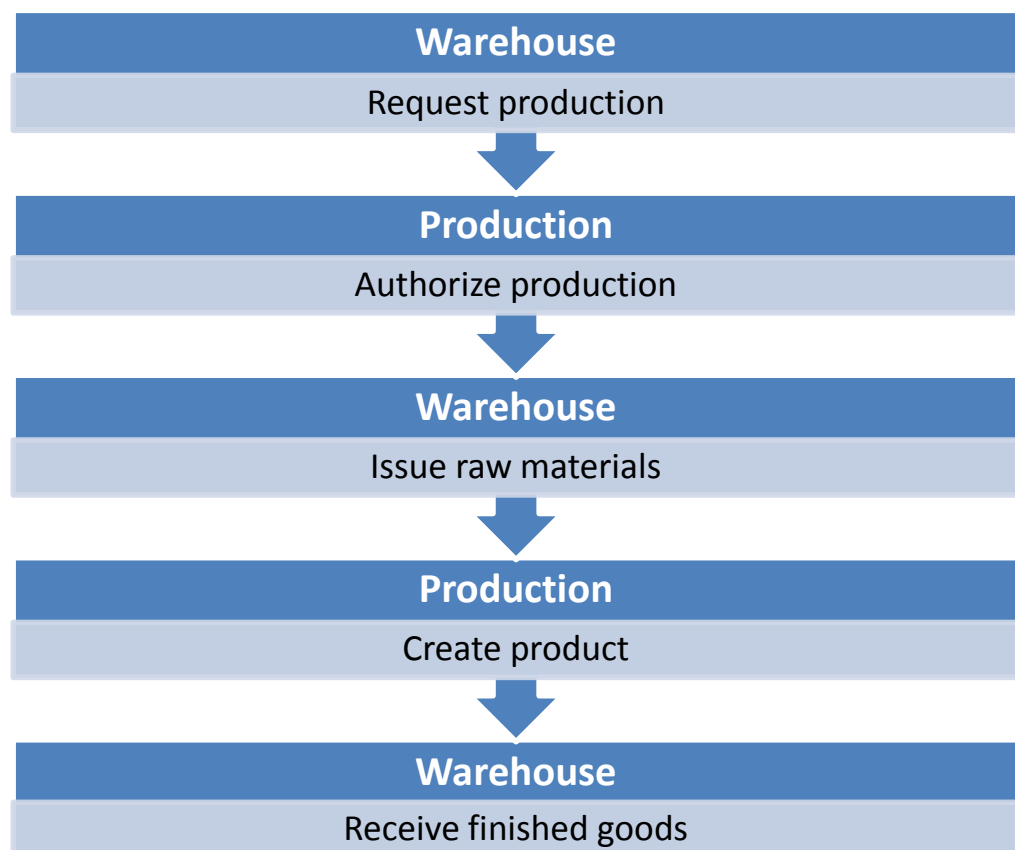 Warehouse
Request production
Production
Authorize production
Warehouse
Issue raw materials
Production
Create product
Warehouse
Receive finished goods